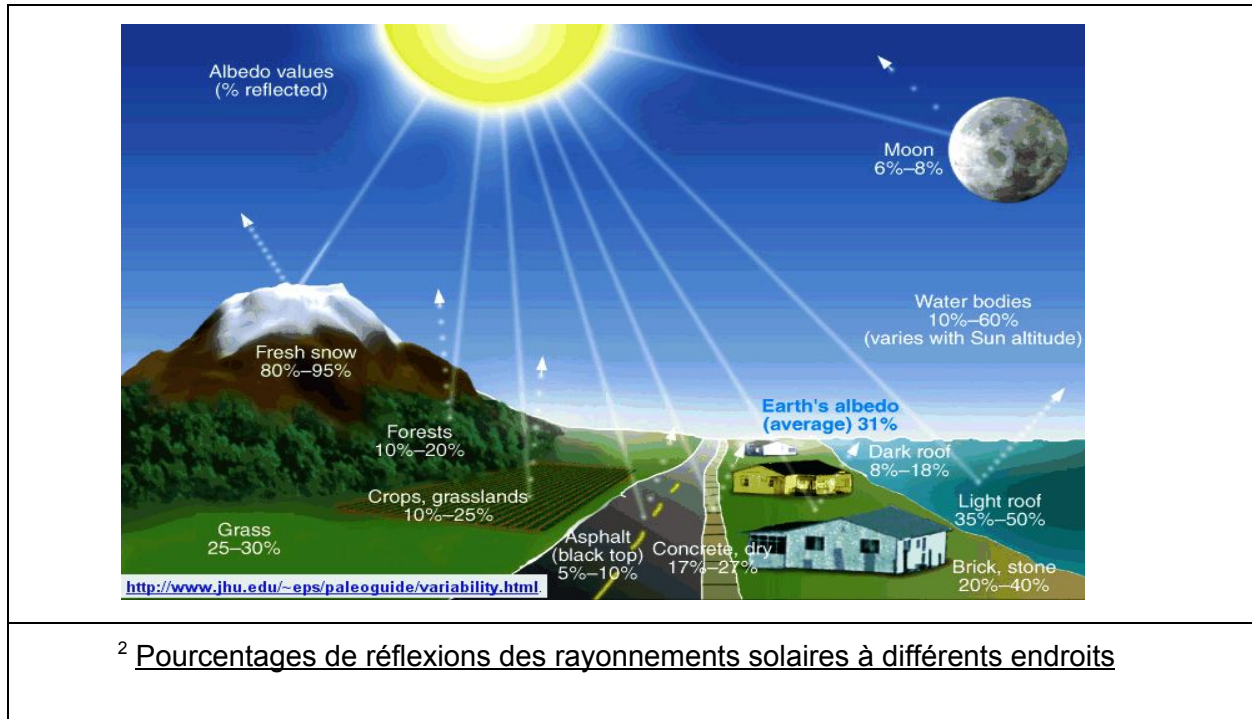 Albedo values
(% reflected)
Moon
6%–8%
Water bodies
10%–60%
(varies with Sun altitude)
Fresh snow
80%–95%
Earth's albedo
(average) 31%
Forests
10%–20%
Dark roof
8%–18%
Crops, grasslands
10%–25%
Light roof
35%–50%
Grass
25–30%
Asphalt
(black top)
5%–10%
Concrete, dry
17%–27%
Brick, stone
20%–40%
http://www.jhu.edu/~eps/paleoguide/variability.html.
2 Pourcentages de réflexions des rayonnements solaires à différents endroits